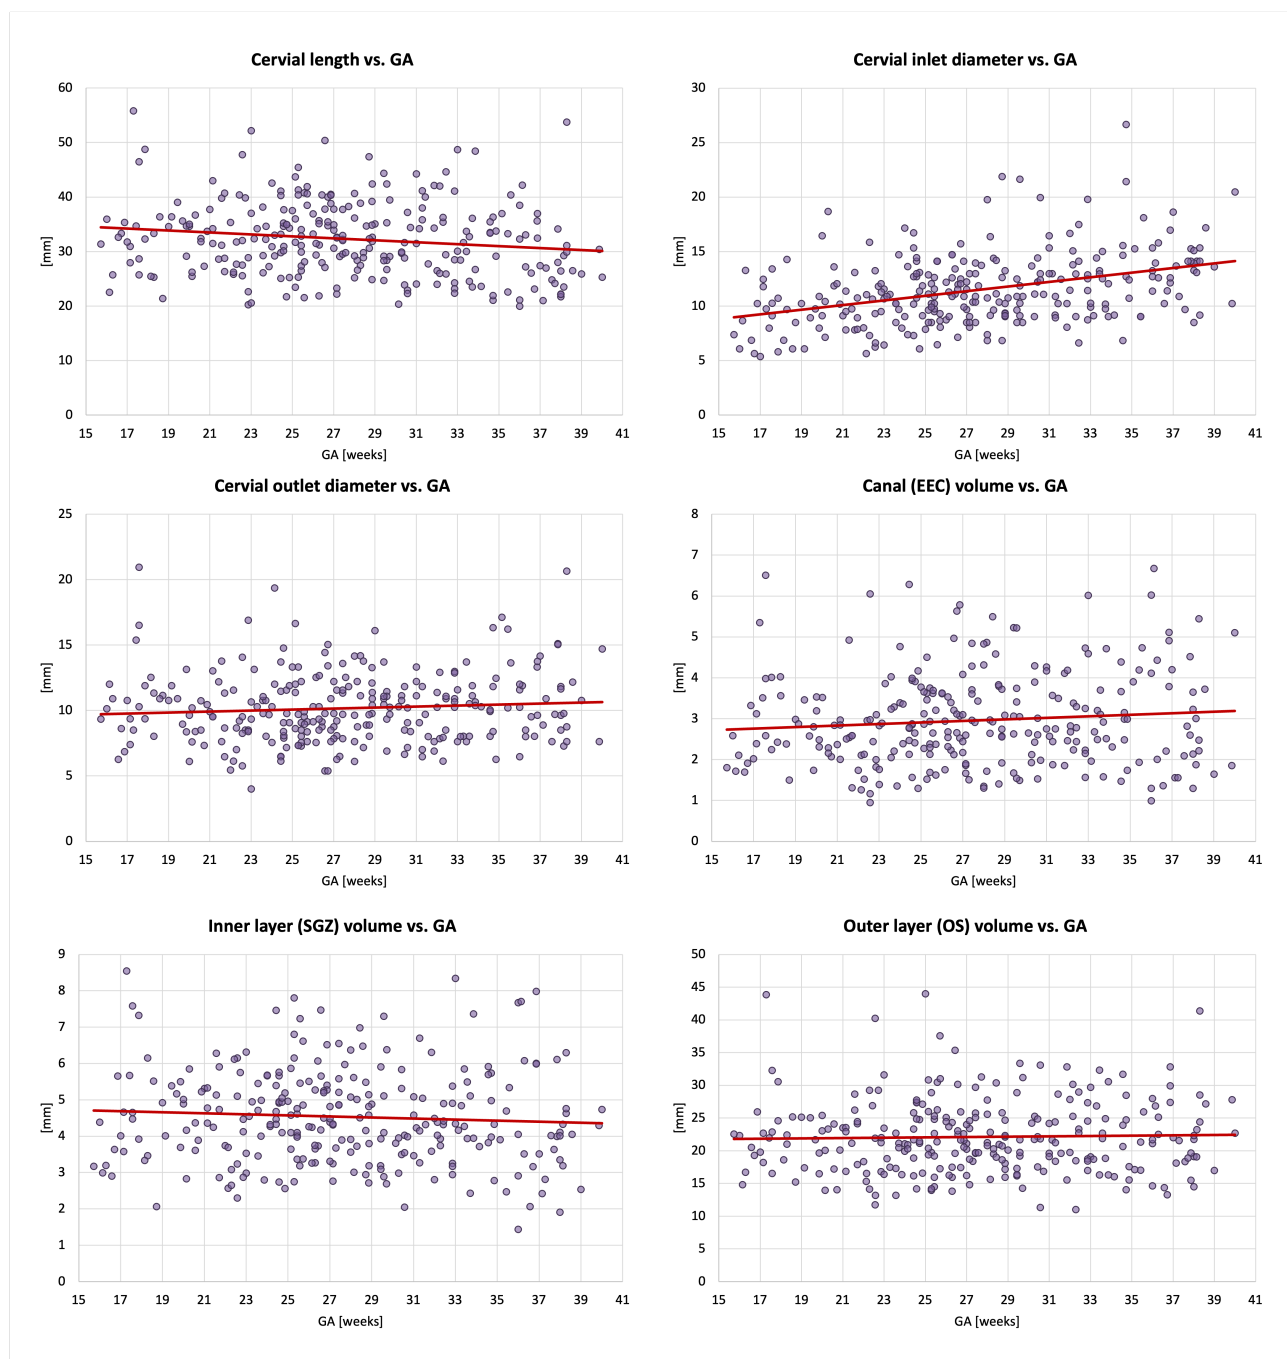 Cervial length vs. GA
60
50
40
30
20
10
0
[mm]
15 17 19 21 23 25 27 29 31 33 35 37 39 41
GA [weeks]
Cervial inlet diameter vs. GA
30
25
20
15
10
5
0
[mm]
15 17 19 21 23 25 27 29 31 33 35 37 39 41
GA [weeks]
Cervial outlet diameter vs. GA
25
20
15
10
5
0
[mm]
15 17 19 21 23 25 27 29 31 33 35 37 39 41
GA [weeks]
Canal (EEC) volume vs. GA
8
7
6
5
4
3
2
1
0
[mm]
15 17 19 21 23 25 27 29 31 33 35 37 39 41
GA [weeks]
Inner layer (SGZ) volume vs. GA
9
8
7
6
5
4
3
2
1
0
[mm]
15 17 19 21 23 25 27 29 31 33 35 37 39 41
GA [weeks]
Outer layer (OS) volume vs. GA
50
45
40
35
30
25
20
15
10
5
0
[mm]
15 17 19 21 23 25 27 29 31 33 35 37 39 41
GA [weeks]